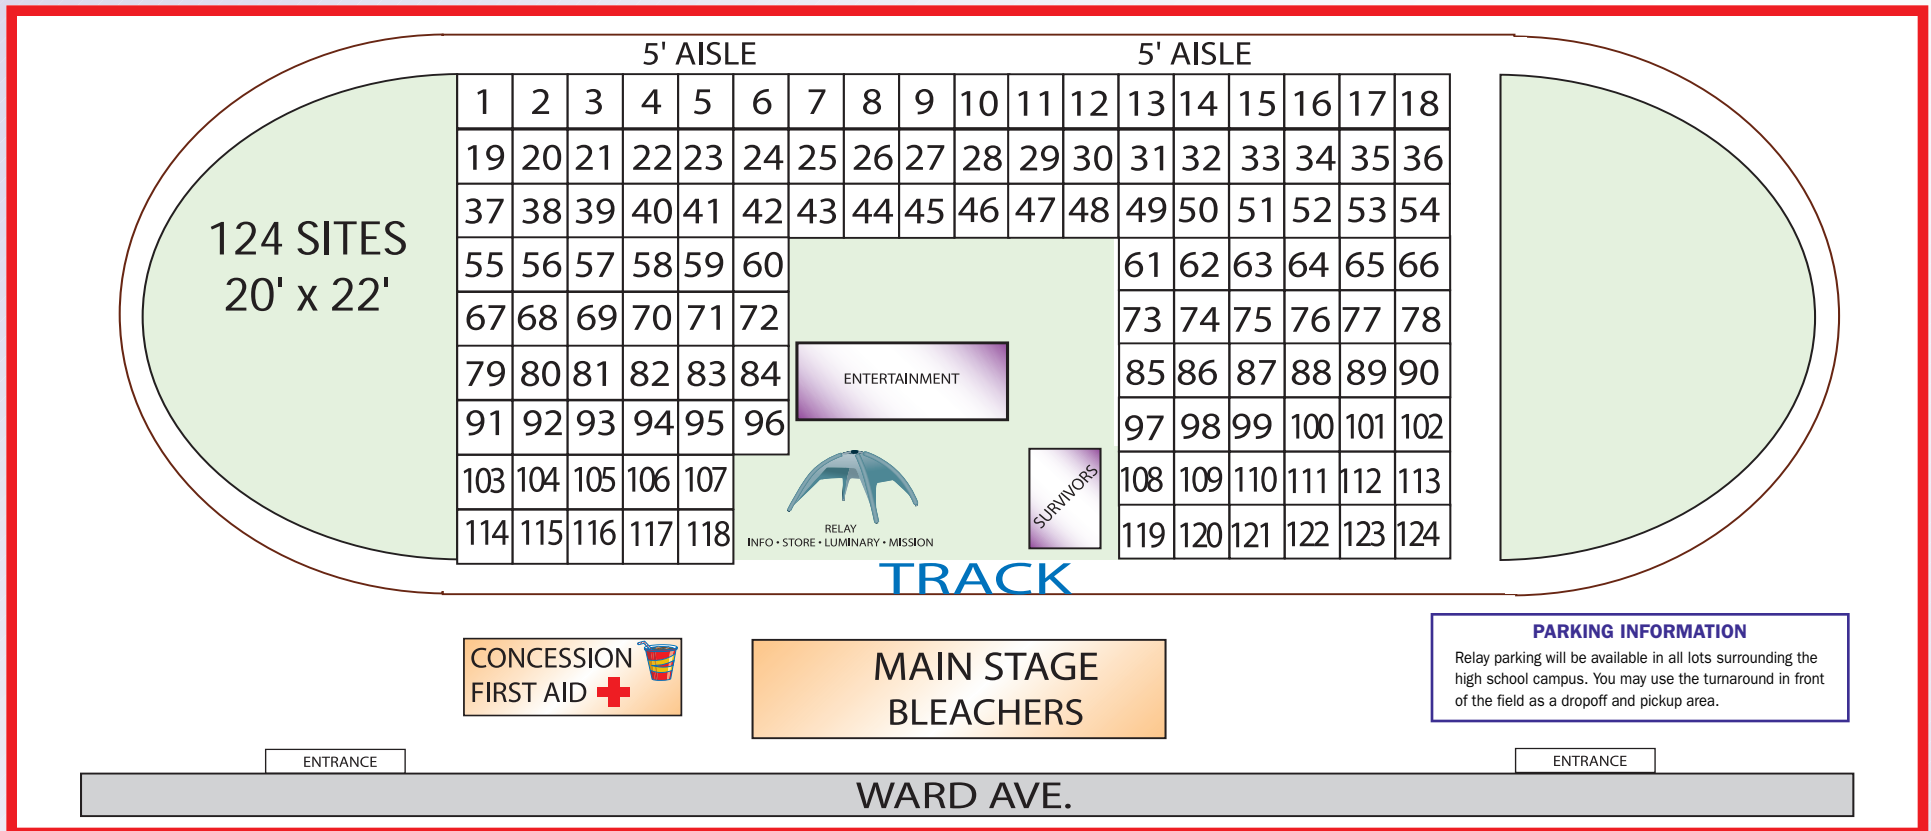 5' AISLE 5' AISLE
1 2 3 4 5 6 7 8 9 10 11 12 13 14 15 16 17 18
19 20 21 22 23 24 25 26 27 28 29 30 31 32 33 34 35 36
37 38 39 40 41 42 43 44 45 46 47 48 49 50 51 52 53 54
124 SITES
20' x 22'
55 56 57 58 59 60 61 62 63 64 65 66
67 68 69 70 71 72 73 74 75 76 77 78
79 80 81 82 83 84 85 86 87 88 89 90
ENTERTAINMENT
91 92 93 94 95 96 97 98 99 100 101 102
103 104 105 106 107 108 109 110 111 112 113
SURVIVORS
114 115 116 117 118 119 120 121 122 123 124
RELAY
INFO • STORE • LUMINARY • MISSION
TRACK
CONCESSION
FIRST AID
MAIN STAGE
BLEACHERS
PARKING INFORMATION
Relay parking will be available in all lots surrounding the
high school campus. You may use the turnaround in front
of the field as a dropoff and pickup area.
ENTRANCE ENTRANCE
WARD AVE.